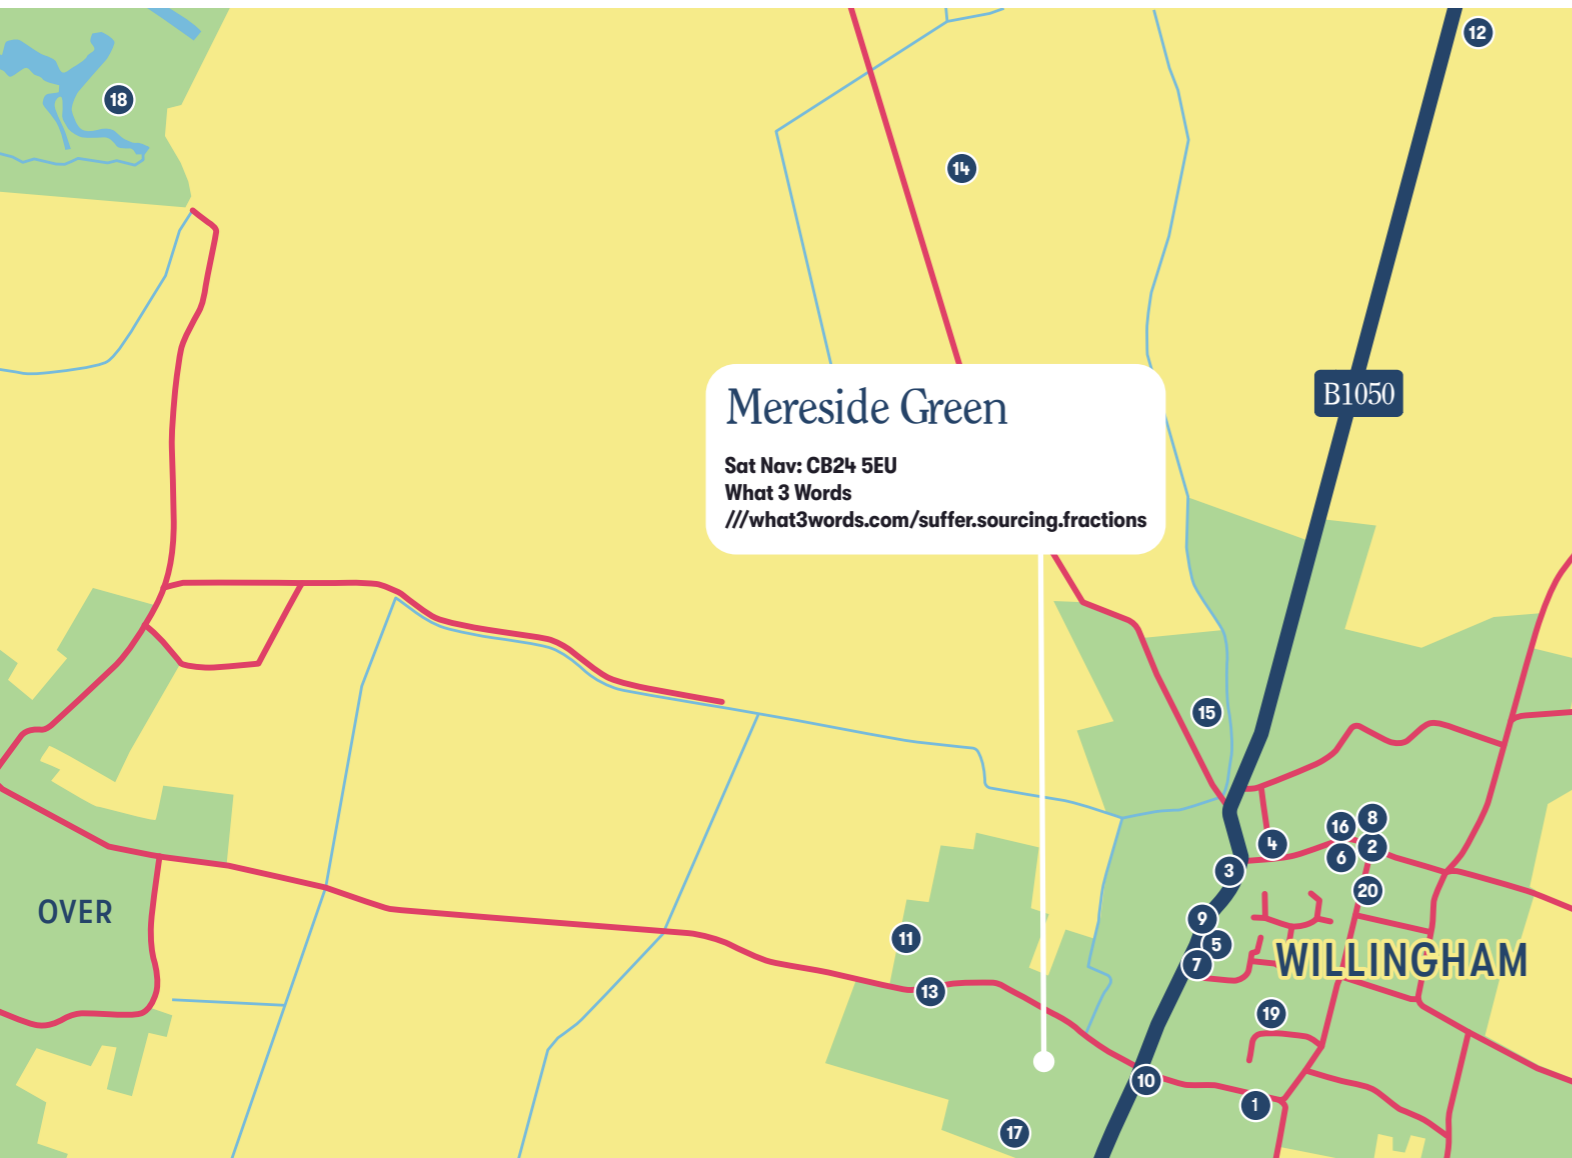 12
18
14
B1050
Mereside Green
Sat Nav: CB24 5EU
What 3 Words
///what3words.com/suffer.sourcing.fractions
15
8
16
4
2
6
3
20
OVER
9
11
5
WILLINGHAM
7
13
19
10
1
17